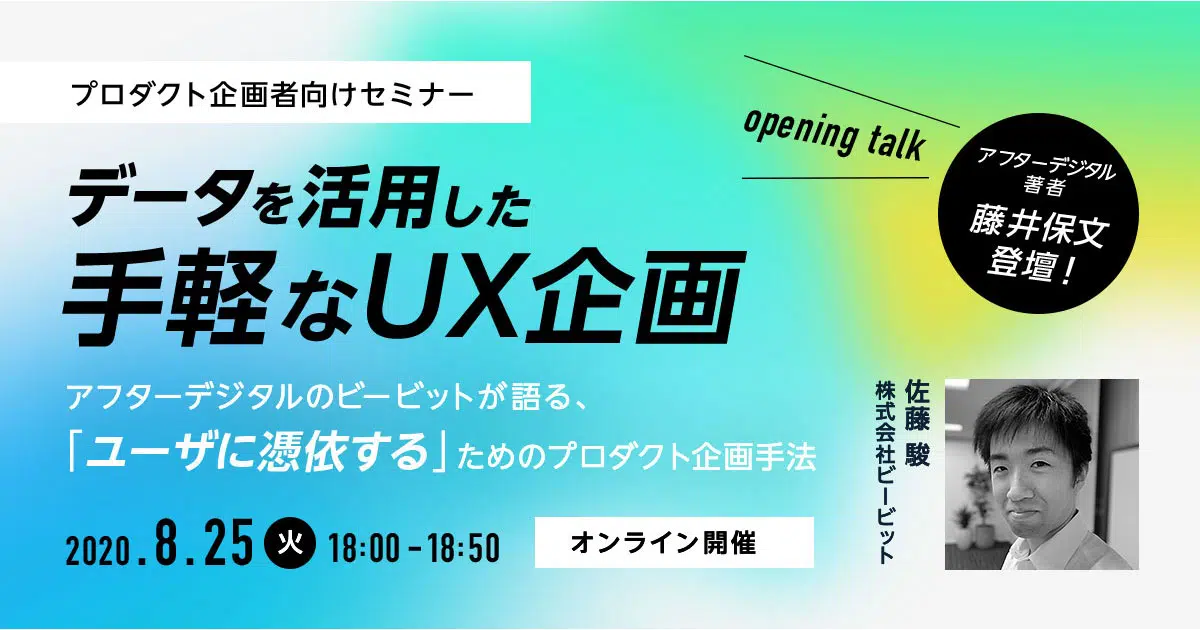 プロダクト企画者向けセミナー
データを活用した
手軽なUX企画
アフターデジタルのビービットが語る、
「ユーザに憑依する」ためのプロダクト企画手法
2020.8.25 火 18:00-18:50
オンライン開催
opening talk
アフターデジタル
著者
藤井保文
登壇！
佐藤 駿
株式会社ビービット